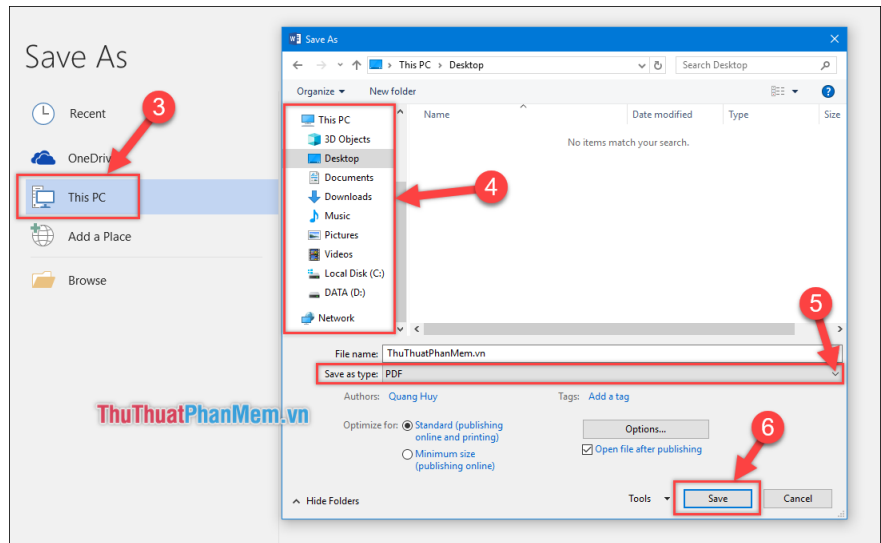 Save As
Recent
3
OneDriv
This PC
Add a Place
Browse
Save As
This PC › Desktop
Search Desktop
Organize
New folder
This PC
3D Objects
Desktop
Documents
Downloads
Music
Pictures
Videos
Local Disk (C:)
DATA (D:)
Network
Name
Date modified
Type
Size
No items match your search.
4
5
File name: ThuThuatPhanMem.vn
Save as type: PDF
Authors: Quang Huy
Tags: Add a tag
ThuThuatPhanMem.vn
Optimize for: Standard (publishing
online and printing)
Minimum size
(publishing online)
Options...
Open file after publishing
6
Hide Folders
Tools
Save
Cancel